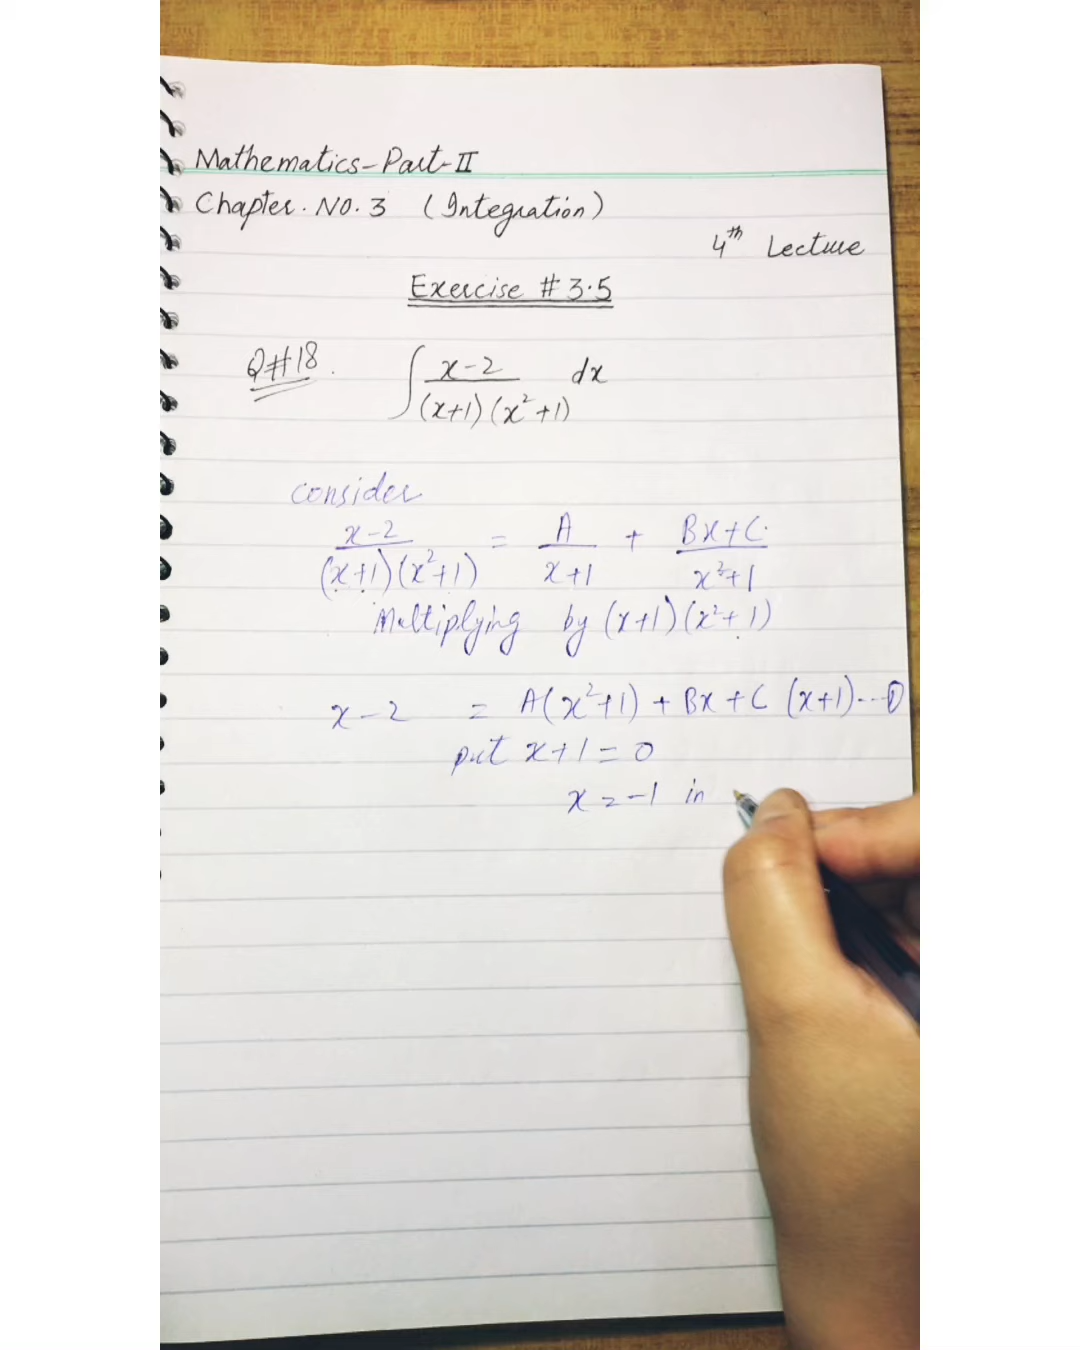 Mathematics-Part-II
Chapter. NO. 3 (Integration)
4th Lecture
Exercise # 3.5
Q#18. ∫ x-2 / (x+1)(x²+1) dx
consider
x-2 / (x+1)(x²+1) = A / x+1 + Bx+C / x²+1
Multiplying by (x+1)(x²+1)
x-2 = A(x²+1) + Bx+C (x+1)---①
put x+1=0
x=-1 in